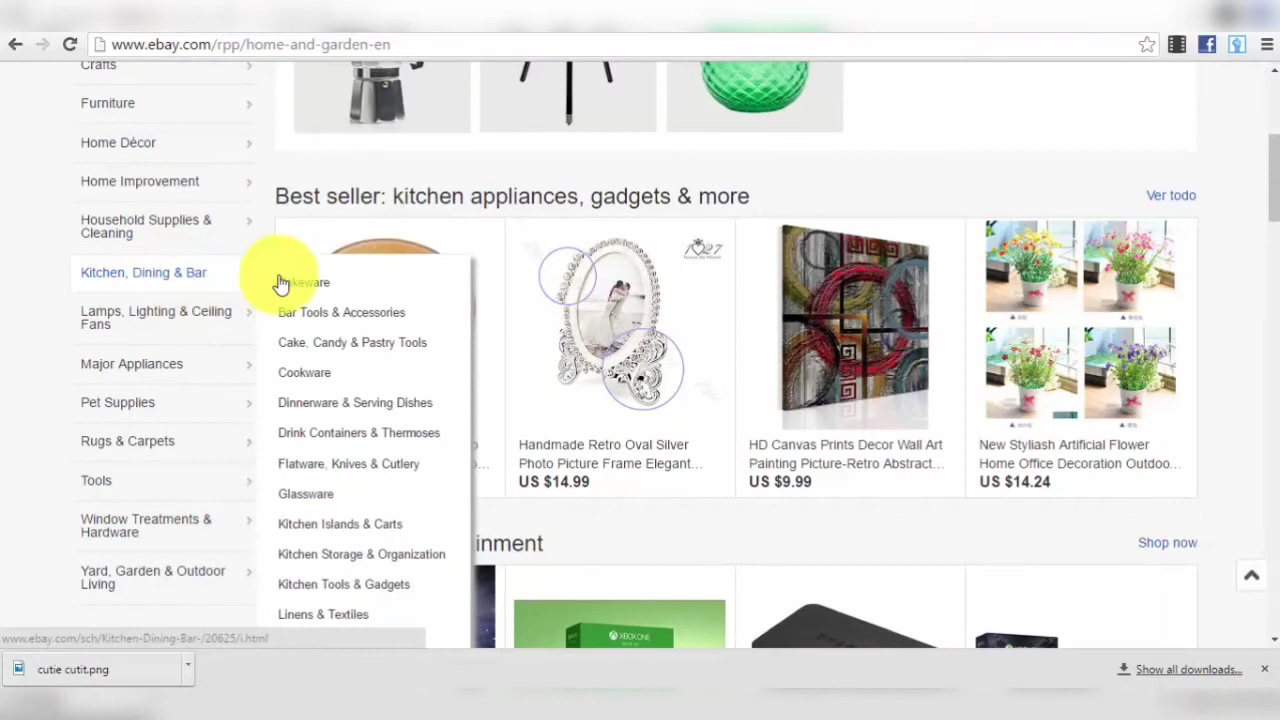 www.ebay.com/rpp/home-and-garden-en
Crafts
Furniture
Home Décor
Home Improvement
Household Supplies &
Cleaning
Kitchen, Dining & Bar
Lamps, Lighting & Ceiling
Fans
Major Appliances
Pet Supplies
Rugs & Carpets
Tools
Window Treatments &
Hardware
Yard, Garden & Outdoor
Living
Bar Tools & Accessories
Cake, Candy & Pastry Tools
Cookware
Dinnerware & Serving Dishes
Drink Containers & Thermoses
Flatware, Knives & Cutlery
Glassware
Kitchen Islands & Carts
Kitchen Storage & Organization
Kitchen Tools & Gadgets
Linens & Textiles
Best seller: kitchen appliances, gadgets & more
Ver todo
Handmade Retro Oval Silver
Photo Picture Frame Elegant...
US $14.99
HD Canvas Prints Decor Wall Art
Painting Picture-Retro Abstract...
US $9.99
New Styliash Artificial Flower
Home Office Decoration Outdoo...
US $14.24
inment
Shop now
XBOX ONE
www.ebay.com/sch/Kitchen-Dining-Bar-/20625/i.html
cutie cutit.png
Show all downloads...